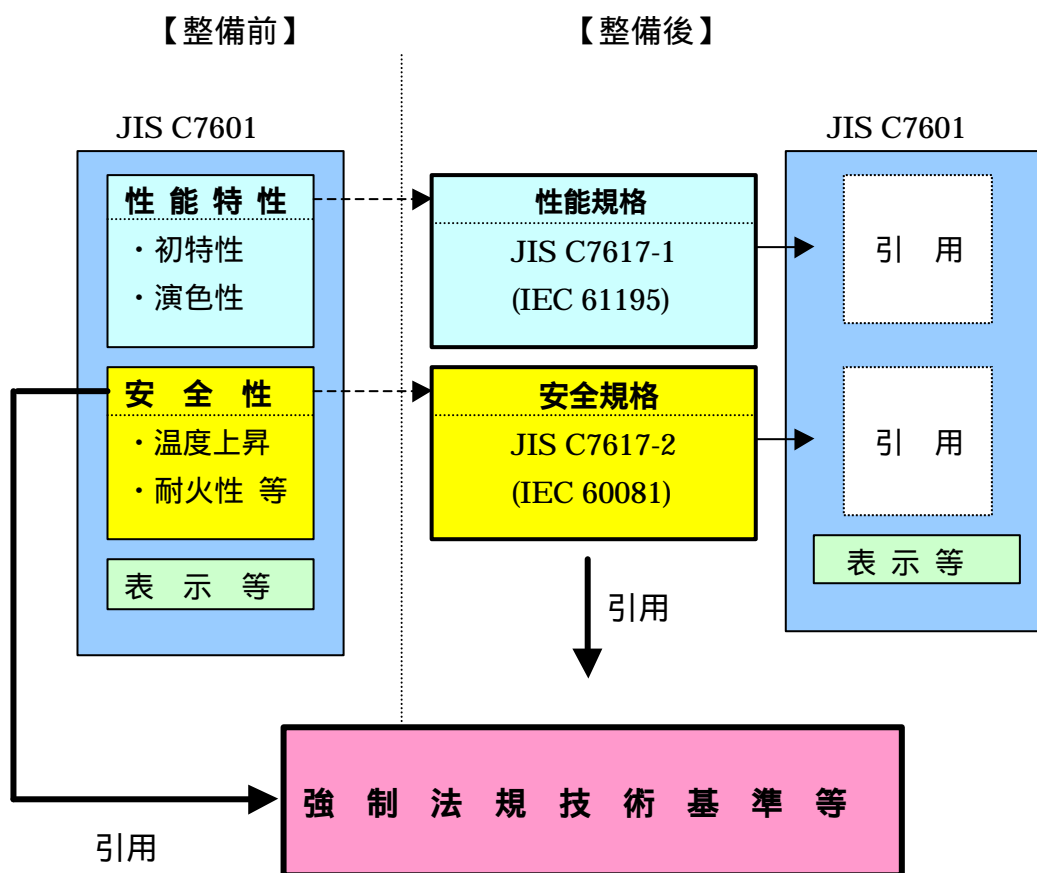 【整備前】
【整備後】
JIS C7601
性能特性
・初特性
・演色性
安全性
・温度上昇
・耐火性 等
表示等
性能規格
JIS C7617-1
(IEC 61195)
安全規格
JIS C7617-2
(IEC 60081)
引用
JIS C7601
引用
引用
表示等
強制法規技術基準等
引用